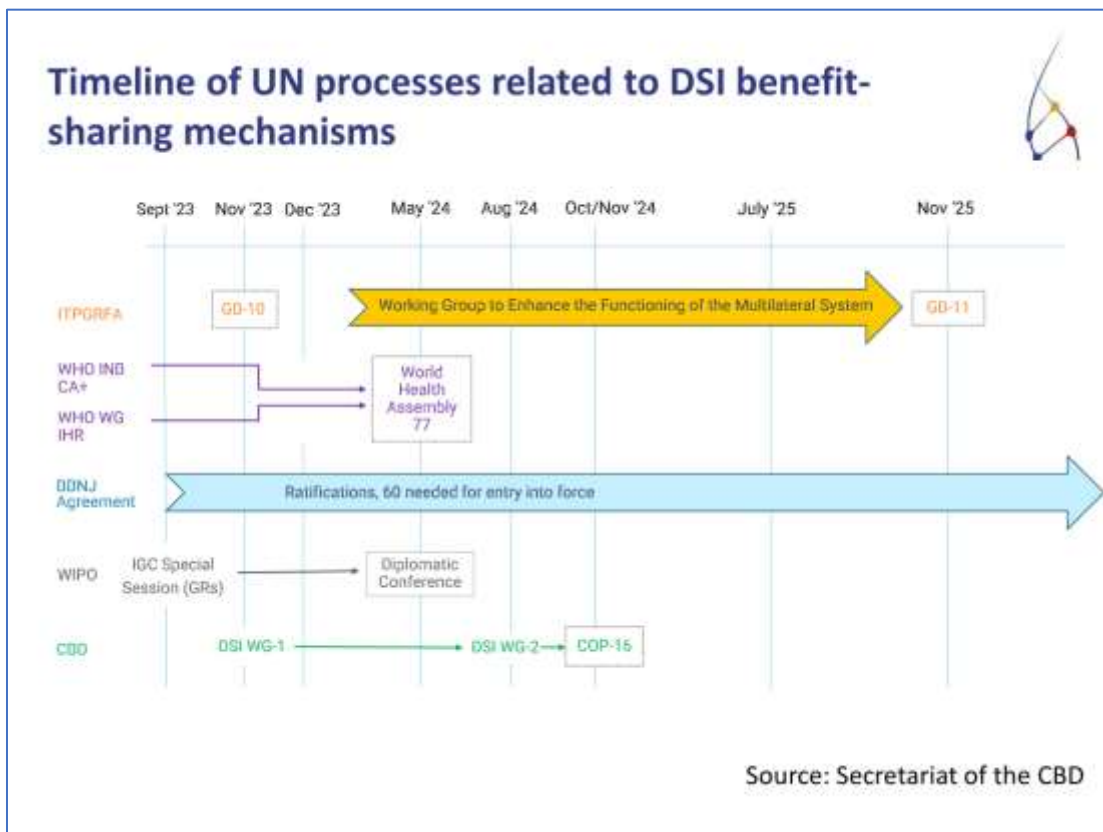 Timeline of UN processes related to DSI benefit-
sharing mechanisms
Sept '23 Nov '23 Dec '23 May '24 Aug '24 Oct/Nov '24 July '25 Nov '25
ITPGRFA
GB-10
Working Group to Enhance the Functioning of the Multilateral System
GB-11
WHO INB
CA+
WHO WG
IHR
World
Health
Assembly
77
BBNJ
Agreement
Ratifications, 60 needed for entry into force
WIPO
IGC Special
Session (GRs)
Diplomatic
Conference
CBD
DSI WG-1
DSI WG-2
COP-16
Source: Secretariat of the CBD